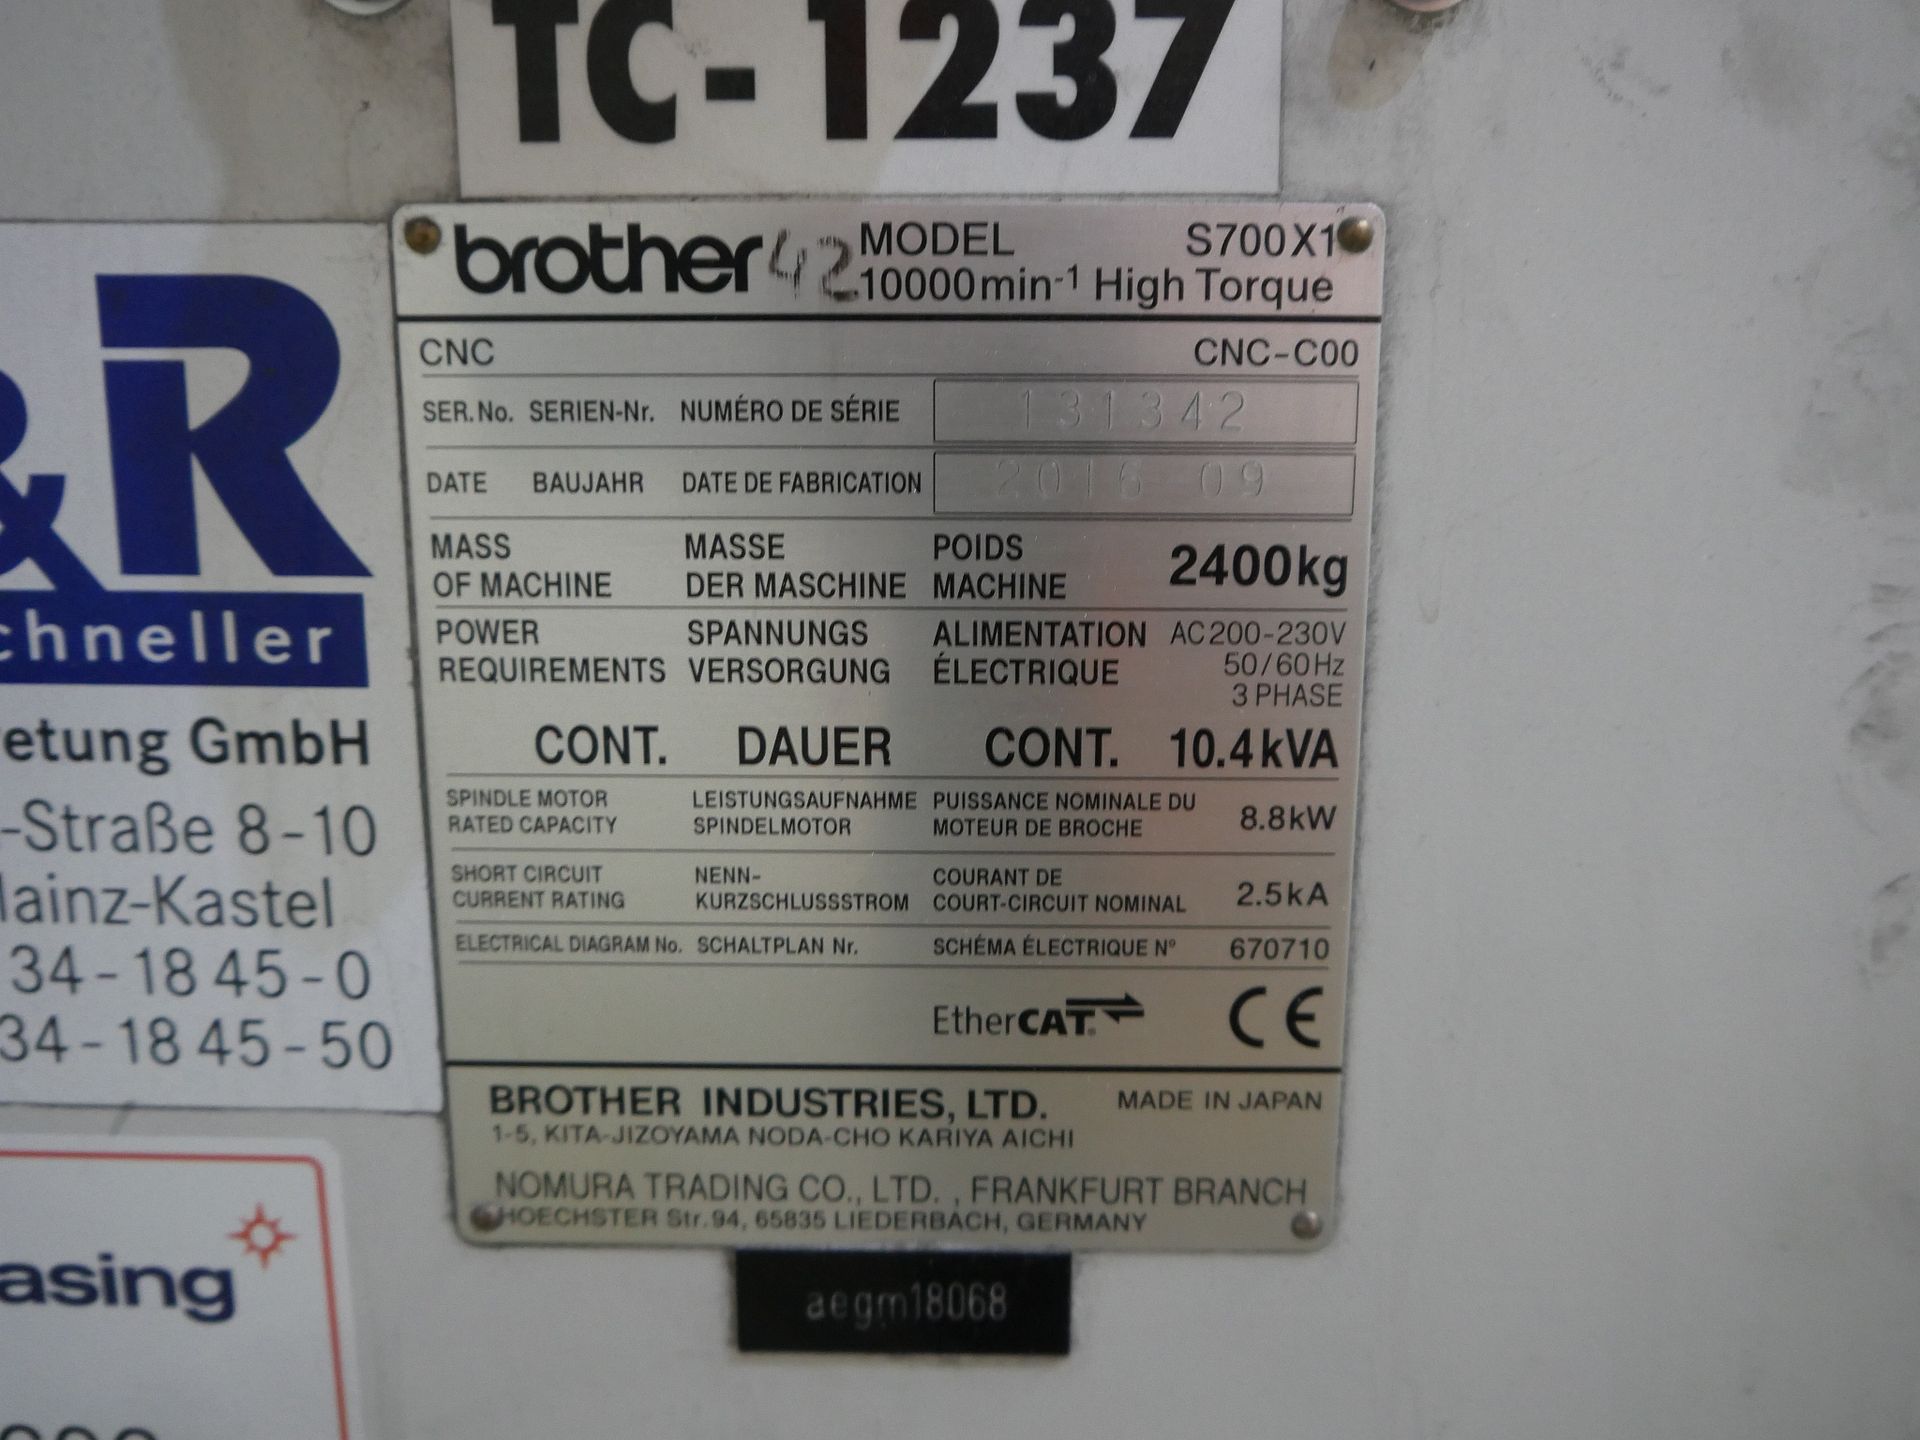 TC-1237
brother 42 MODEL S700X1
10000min-1 High Torque
CNC CNC-C00
SER.No. SERIEN-Nr. NUMÉRO DE SÉRIE 131342
DATE BAUJAHR DATE DE FABRICATION 2016 09
MASS MASSE POIDS 2400kg
OF MACHINE DER MASCHINE MACHINE
POWER SPANNUNGS ALIMENTATION AC200-230V
REQUIREMENTS VERSORGUNG ÉLECTRIQUE 50/60Hz
3 PHASE
CONT. DAUER CONT. 10.4kVA
SPINDLE MOTOR LEISTUNGSAUFNAHME PUISSANCE NOMINALE DU 8.8kW
RATED CAPACITY SPINDELMOTOR MOTEUR DE BROCHE
SHORT CIRCUIT NENN- COURANT DE 2.5kA
CURRENT RATING KURZSCHLUSSSTROM COURT-CIRCUIT NOMINAL
ELECTRICAL DIAGRAM No. SCHALTPLAN Nr. SCHÉMA ÉLECTRIQUE N° 670710
EtherCAT. CE
BROTHER INDUSTRIES, LTD. MADE IN JAPAN
1-5, KITA-JIZOYAMA NODA-CHO KARIYA AICHI
NOMURA TRADING CO., LTD. , FRANKFURT BRANCH
HOECHSTER Str.94, 65835 LIEDERBACH, GERMANY
aegm18068
&R
chneller
etung GmbH
-Straße 8-10
ainz-Kastel
34-18 45-0
34-18 45-50
asing